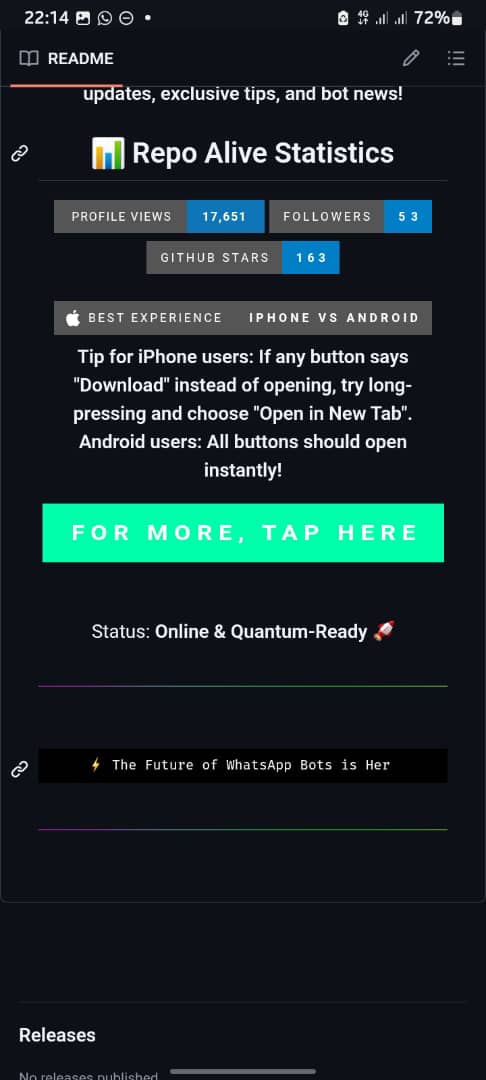 22:14 4G 72%
README
updates, exclusive tips, and bot news!
📊 Repo Alive Statistics
PROFILE VIEWS 17,651 FOLLOWERS 53
GITHUB STARS 163
BEST EXPERIENCE IPHONE VS ANDROID
Tip for iPhone users: If any button says
"Download" instead of opening, try long-
pressing and choose "Open in New Tab".
Android users: All buttons should open
instantly!
FOR MORE, TAP HERE
Status: Online & Quantum-Ready 🚀
⚡ The Future of WhatsApp Bots is Her
Releases
No releases published